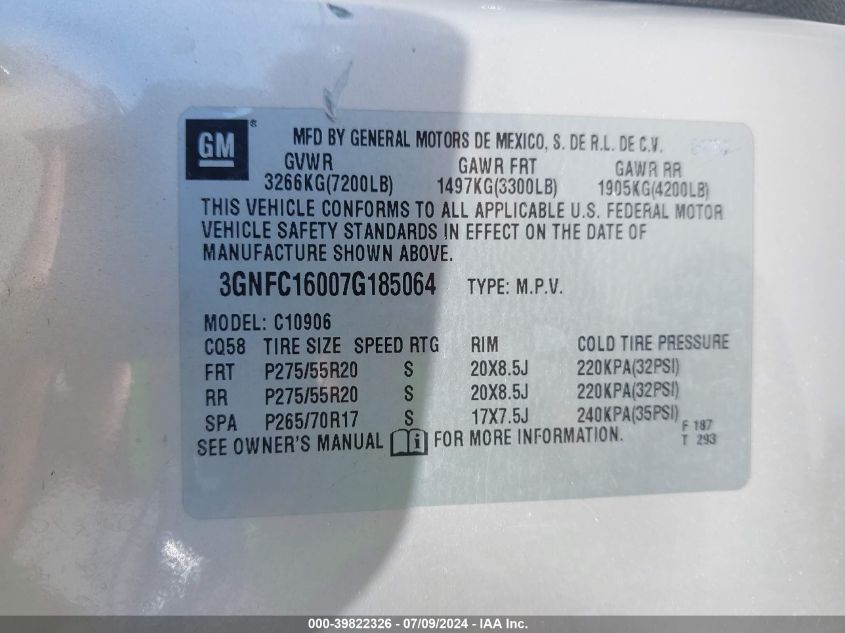 GM ® MFD BY GENERAL MOTORS DE MEXICO, S. DE R.L. DE C.V.
GVWR GAWR FRT GAWR RR
3266KG(7200LB) 1497KG(3300LB) 1905KG(4200LB)
THIS VEHICLE CONFORMS TO ALL APPLICABLE U.S. FEDERAL MOTOR
VEHICLE SAFETY STANDARDS IN EFFECT ON THE DATE OF
MANUFACTURE SHOWN ABOVE.
3GNFC16007G185064 TYPE: M.P.V.
MODEL: C10906
CQ58 TIRE SIZE SPEED RTG RIM COLD TIRE PRESSURE
FRT P275/55R20 S 20X8.5J 220KPA(32PSI)
RR P275/55R20 S 20X8.5J 220KPA(32PSI)
SPA P265/70R17 S 17X7.5J 240KPA(35PSI)
F 187
SEE OWNER'S MANUAL i FOR MORE INFORMATION.
T 293
000-39822326 - 07/09/2024 - IAA Inc.